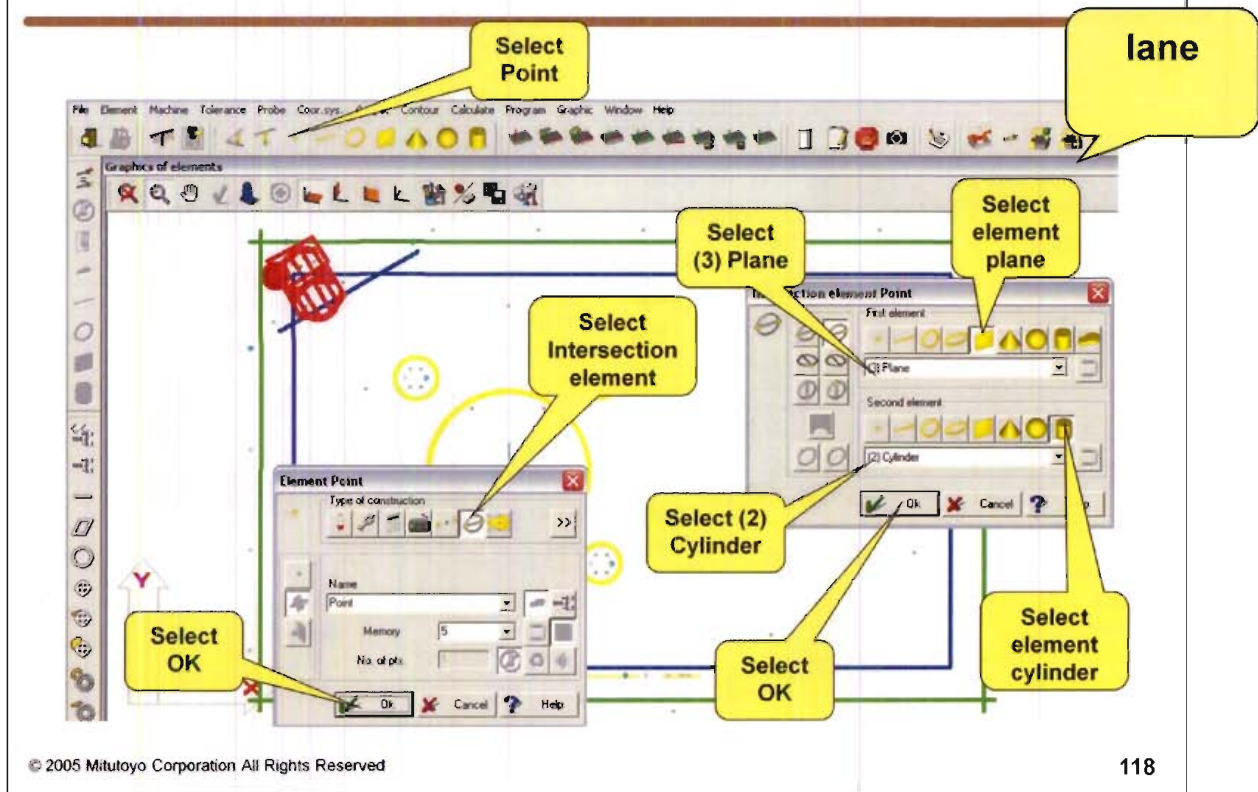 lane
Select
Point
File Element Machine Tolerance Probe Coor.sys. Contour Calculate Program Graphic Window Help
Graphics of elements
Select
element
plane
Select
(3) Plane
Select
Intersection
element
element Point
First element
(3) Plane
Second element
(2) Cylinder
Ok Cancel
Select (2)
Cylinder
Element Point
Type of construction
>>
Name
Point
Memory 5
No. of pts.
Ok Cancel Help
Y
X
Select
OK
Select
OK
Select
element
cylinder
© 2005 Mitutoyo Corporation All Rights Reserved
118